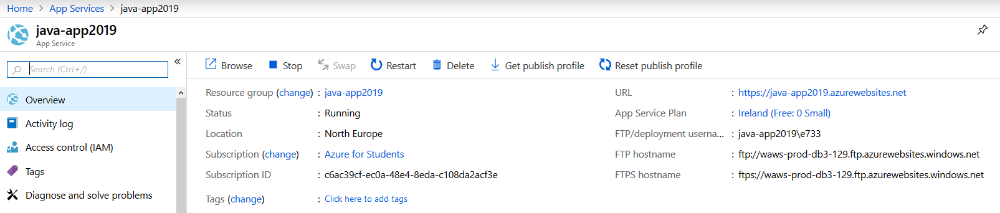 Home > App Services > java-app2019
java-app2019
App Service
Search (Ctrl+/)
«
Overview
Activity log
Access control (IAM)
Tags
Diagnose and solve problems
Browse Stop Swap Restart Delete Get publish profile Reset publish profile
Resource group (change) : java-app2019
Status : Running
Location : North Europe
Subscription (change) : Azure for Students
Subscription ID : c6ac39cf-ec0a-48e4-8eda-c108da2acf3e
Tags (change) : Click here to add tags
URL : https://java-app2019.azurewebsites.net
App Service Plan : Ireland (Free: 0 Small)
FTP/deployment userna... : java-app2019\e733
FTP hostname : ftp://waws-prod-db3-129.ftp.azurewebsites.windows.net
FTPS hostname : ftps://waws-prod-db3-129.ftp.azurewebsites.windows.net